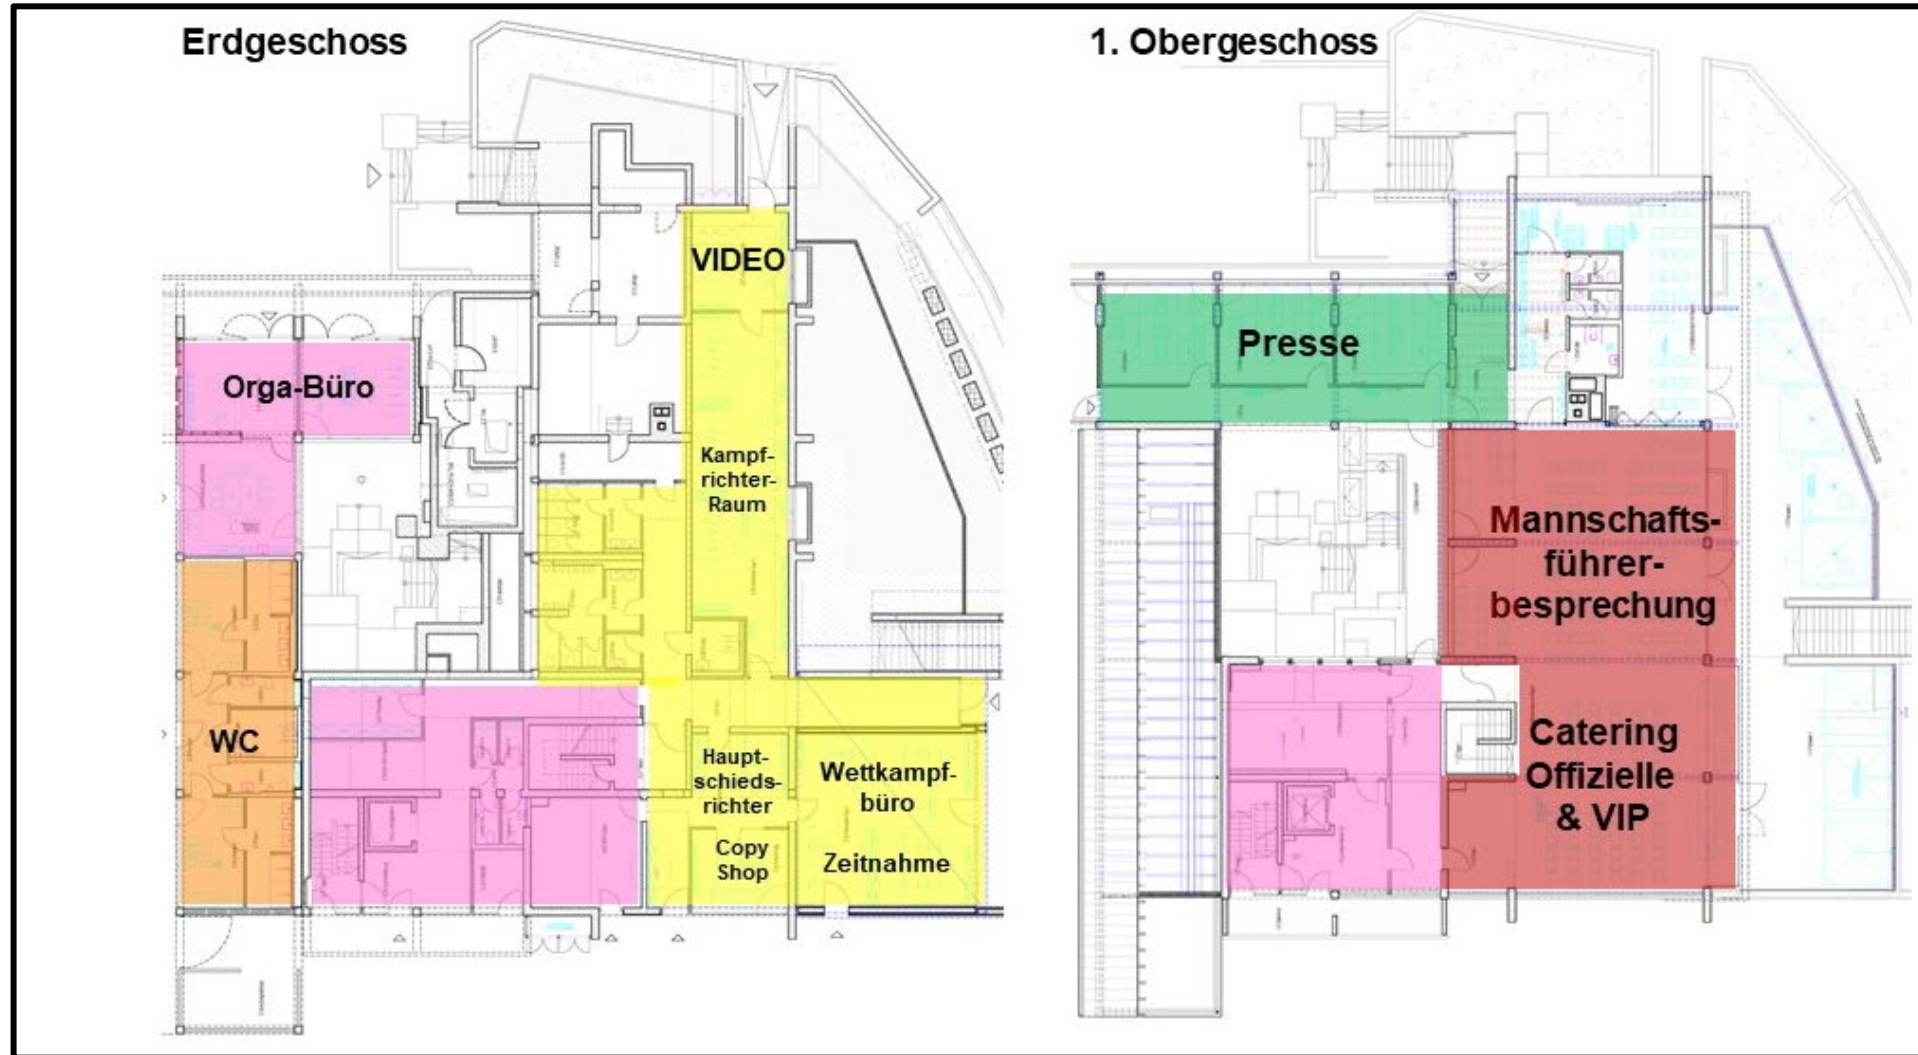 Erdgeschoss
VIDEO
Orga-Büro
Kampf-
richter-
Raum
WC
Haupt-
schieds-
richter
Wettkampf-
büro
Copy
Shop
Zeitnahme
1. Obergeschoss
Presse
Mannschafts-
führer-
besprechung
Catering
Offizielle
& VIP